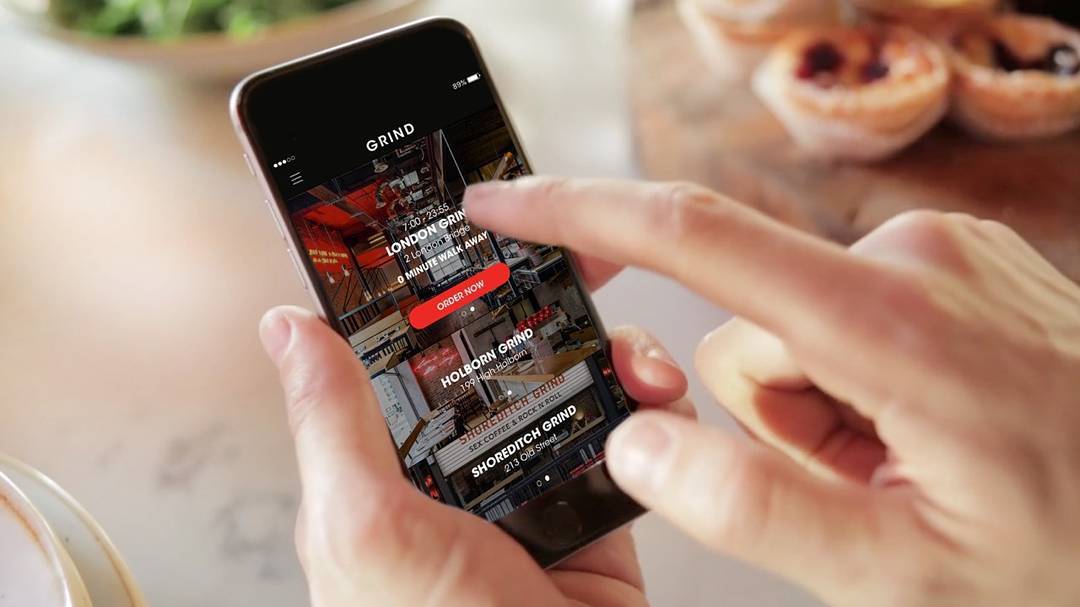 89%
GRIND
7:00 - 23:55
LONDON GRIN
2 London Bridge
0 MINUTE WALK AWAY
ORDER NOW
HOLBORN GRIND
199 High Holborn
SHOREDITCH GRIND
SEX COFFEE & ROCK N ROLL
SHOREDITCH GRIND
213 Old Street